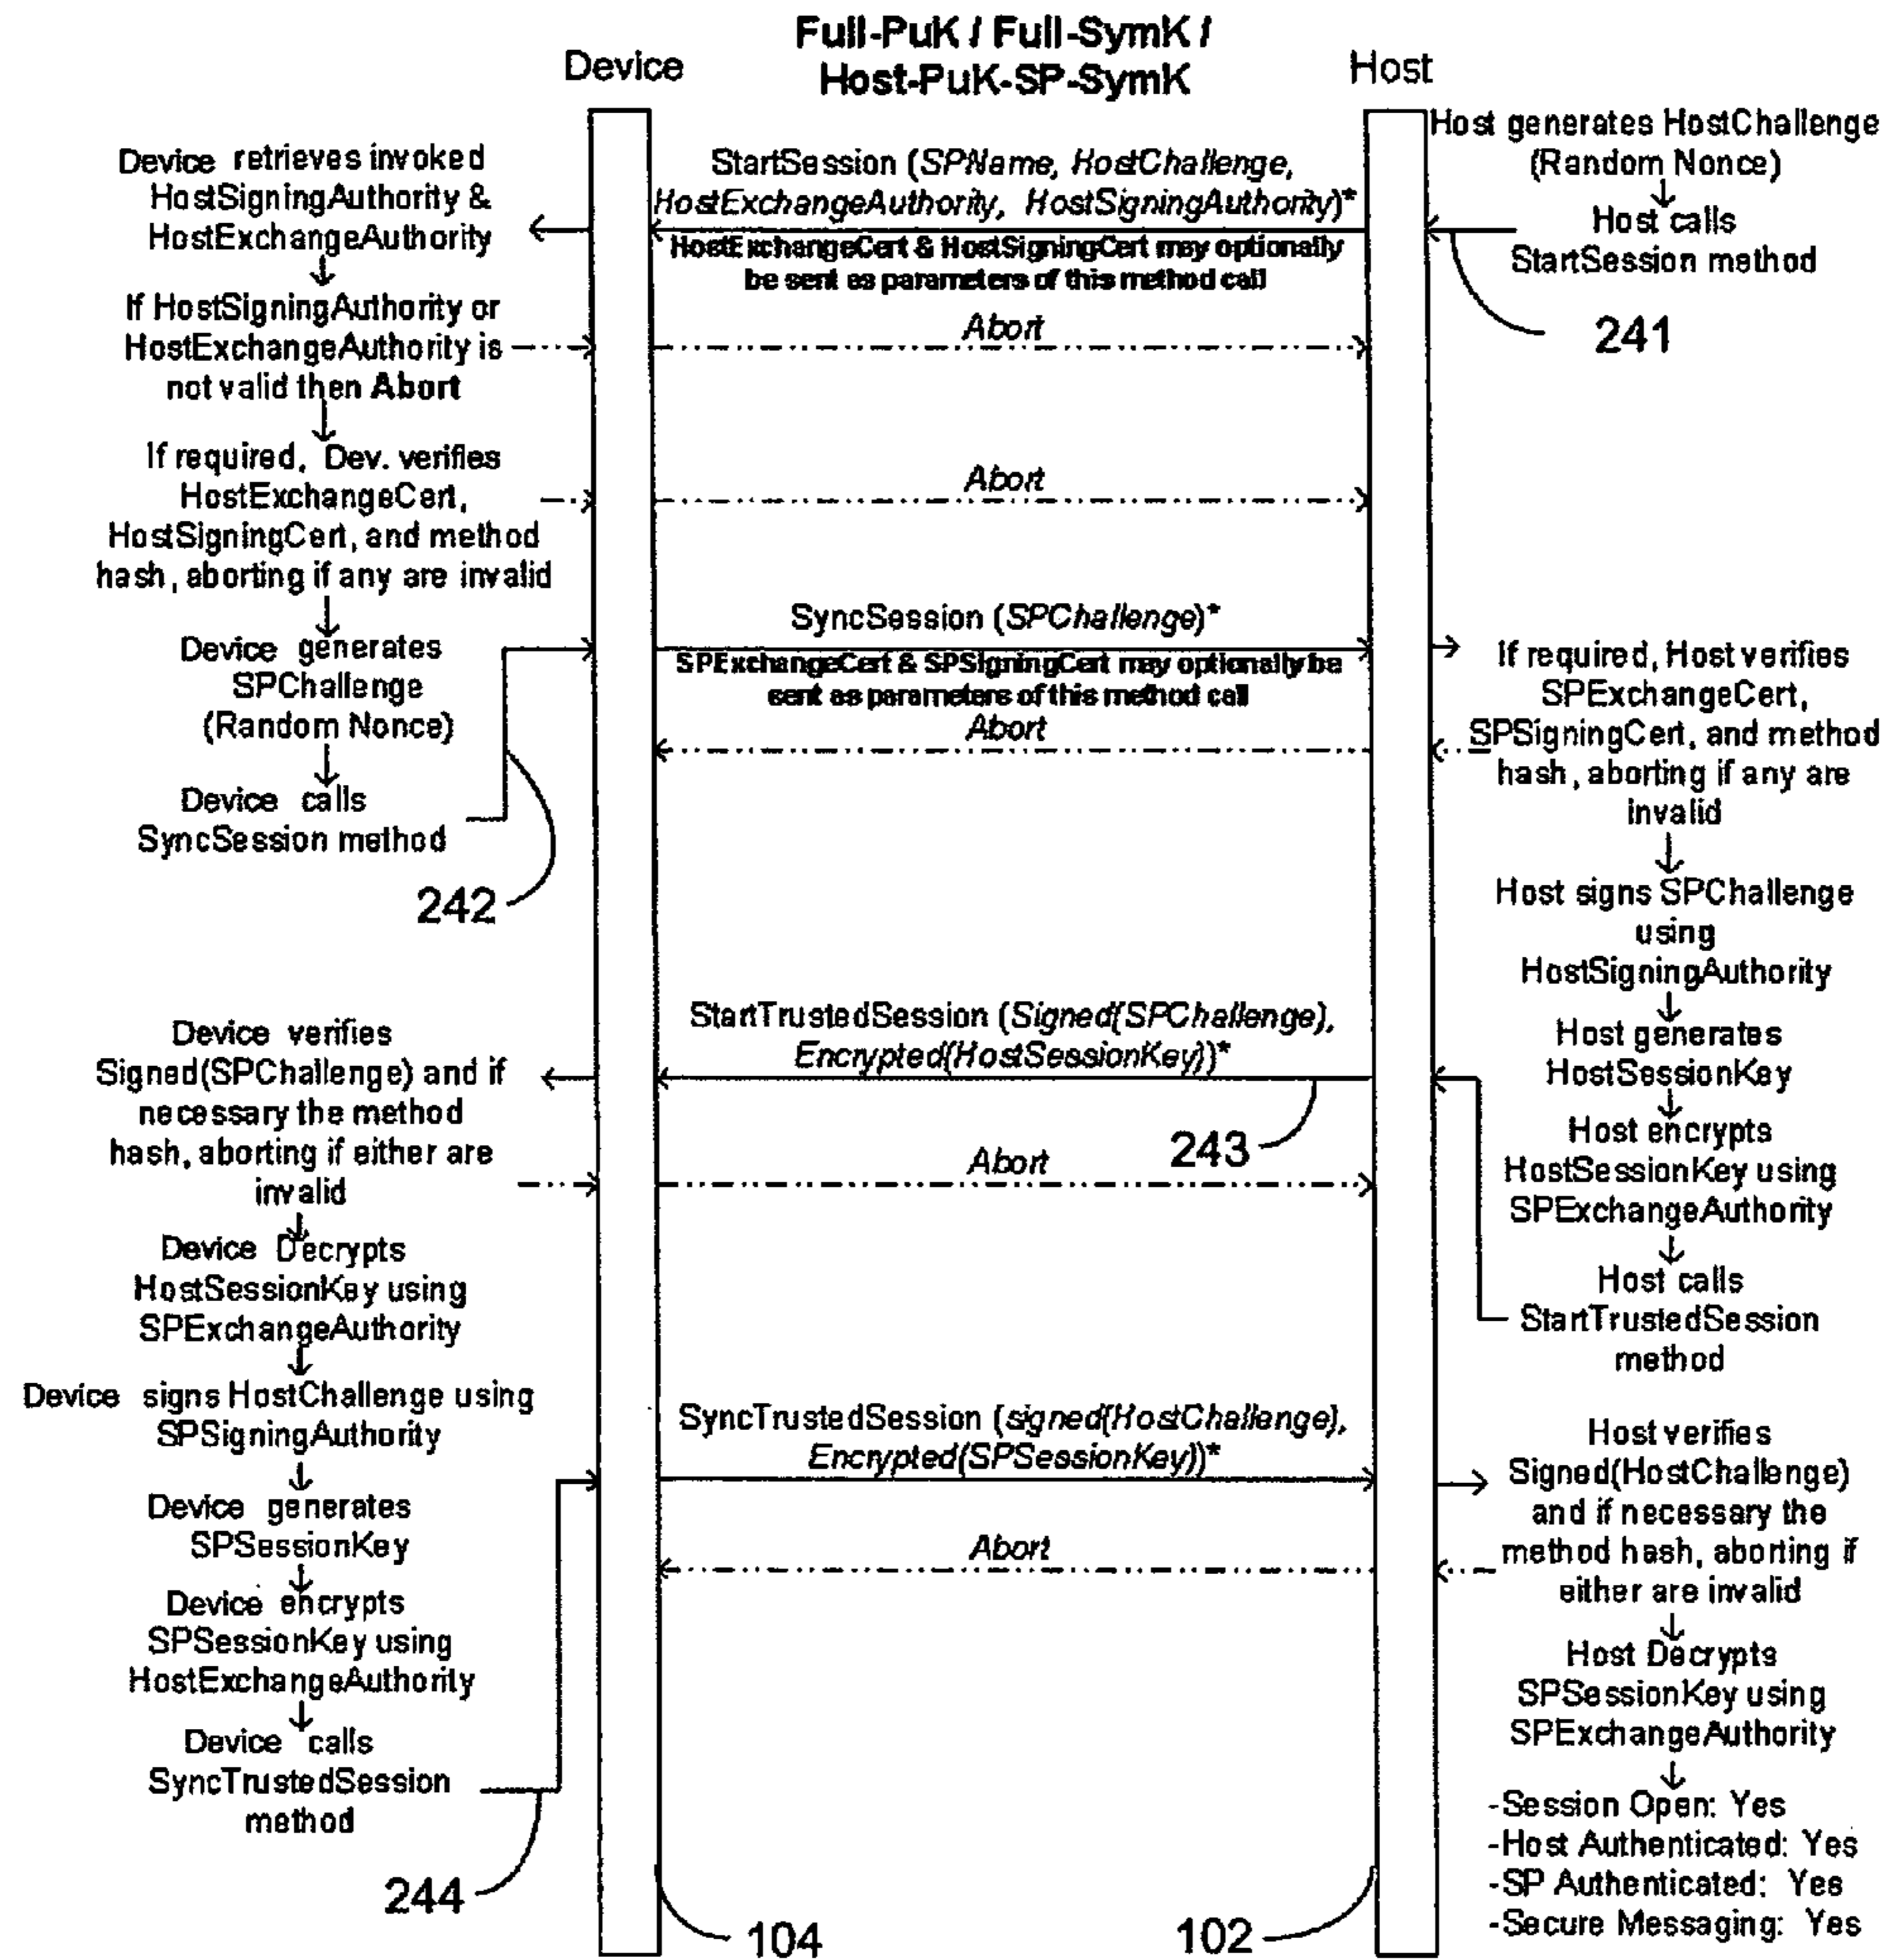 Full-PuK / Full-SymK /
Host-PuK-SP-SymK
Device
Host
Host generates HostChallenge
(Random Nonce)
Host calls
StartSession method
241
StartSession (SPName, HostChallenge,
HostExchangeAuthority, HostSigningAuthority)*
HostExchangeCert & HostSigningCert may optionally
be sent as parameters of this method call
Device retrieves invoked
HostSigningAuthority &
HostExchangeAuthority
If HostSigningAuthority or
HostExchangeAuthority is
not valid then Abort
Abort
If required, Dev. verifies
HostExchangeCert,
HostSigningCert, and method
hash, aborting if any are invalid
Abort
Device generates
SPChallenge
(Random Nonce)
Device calls
SyncSession method
242
SyncSession (SPChallenge)*
SPExchangeCert & SPSigningCert may optionally be
sent as parameters of this method call
Abort
If required, Host verifies
SPExchangeCert,
SPSigningCert, and method
hash, aborting if any are
invalid
Host signs SPChallenge
using
HostSigningAuthority
Host generates
HostSessionKey
Host encrypts
HostSessionKey using
SPExchangeAuthority
Host calls
StartTrustedSession
method
StartTrustedSession (Signed(SPChallenge),
Encrypted(HostSessionKey))*
243
Device verifies
Signed(SPChallenge) and if
necessary the method
hash, aborting if either are
invalid
Abort
Device Decrypts
HostSessionKey using
SPExchangeAuthority
Device signs HostChallenge using
SPSigningAuthority
Device generates
SPSessionKey
Device encrypts
SPSessionKey using
HostExchangeAuthority
Device calls
SyncTrustedSession
method
244
SyncTrustedSession (signed(HostChallenge),
Encrypted(SPSessionKey))*
Abort
Host verifies
Signed(HostChallenge)
and if necessary the
method hash, aborting if
either are invalid
Host Decrypts
SPSessionKey using
SPExchangeAuthority
-Session Open: Yes
-Host Authenticated: Yes
-SP Authenticated: Yes
-Secure Messaging: Yes
104
102